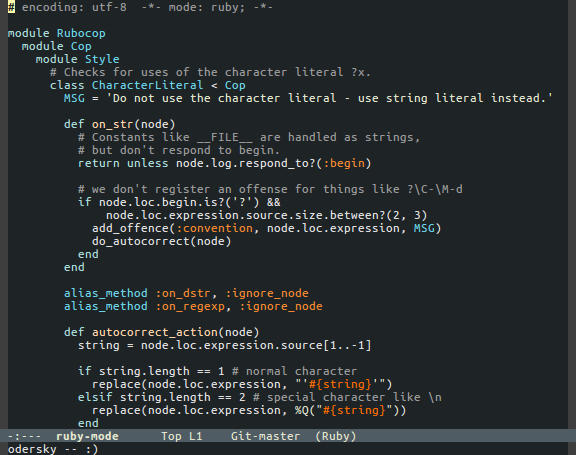 # encoding: utf-8  -*- mode: ruby; -*-

module Rubocop
  module Cop
    module Style
      # Checks for uses of the character literal ?x.
      class CharacterLiteral < Cop
        MSG = 'Do not use the character literal - use string literal instead.'

        def on_str(node)
          # Constants like __FILE__ are handled as strings,
          # but don't respond to begin.
          return unless node.log.respond_to?(:begin)

          # we don't register an offense for things like ?\C-\M-d
          if node.loc.begin.is?('?') &&
              node.loc.expression.source.size.between?(2, 3)
            add_offence(:convention, node.loc.expression, MSG)
            do_autocorrect(node)
          end
        end

        alias_method :on_dstr, :ignore_node
        alias_method :on_regexp, :ignore_node

        def autocorrect_action(node)
          string = node.loc.expression.source[1..-1]

          if string.length == 1 # normal character
            replace(node.loc.expression, "'#{string}'")
          elsif string.length == 2 # special character like \n
            replace(node.loc.expression, %Q("#{string}"))
          end
-:---  ruby-mode      Top L1    Git-master  (Ruby)
odersky -- :)